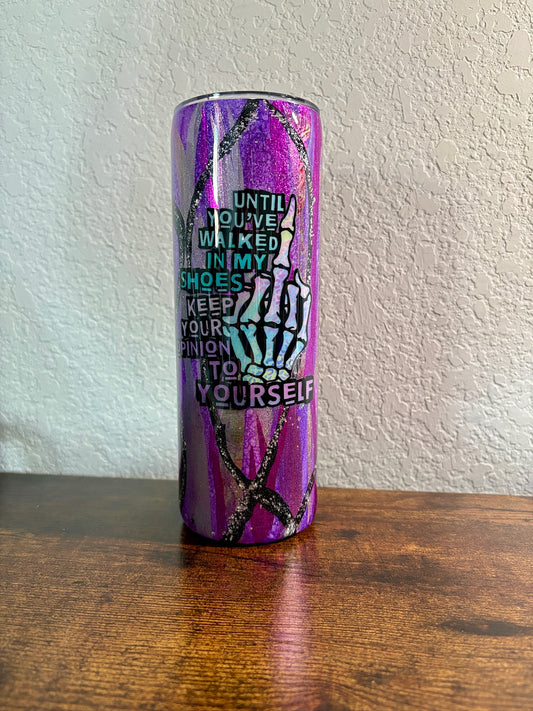 UNTIL
YOU'VE
WALKED
IN MY
SHOES
KEEP
YOUR
PINION
TO
YOURSELF